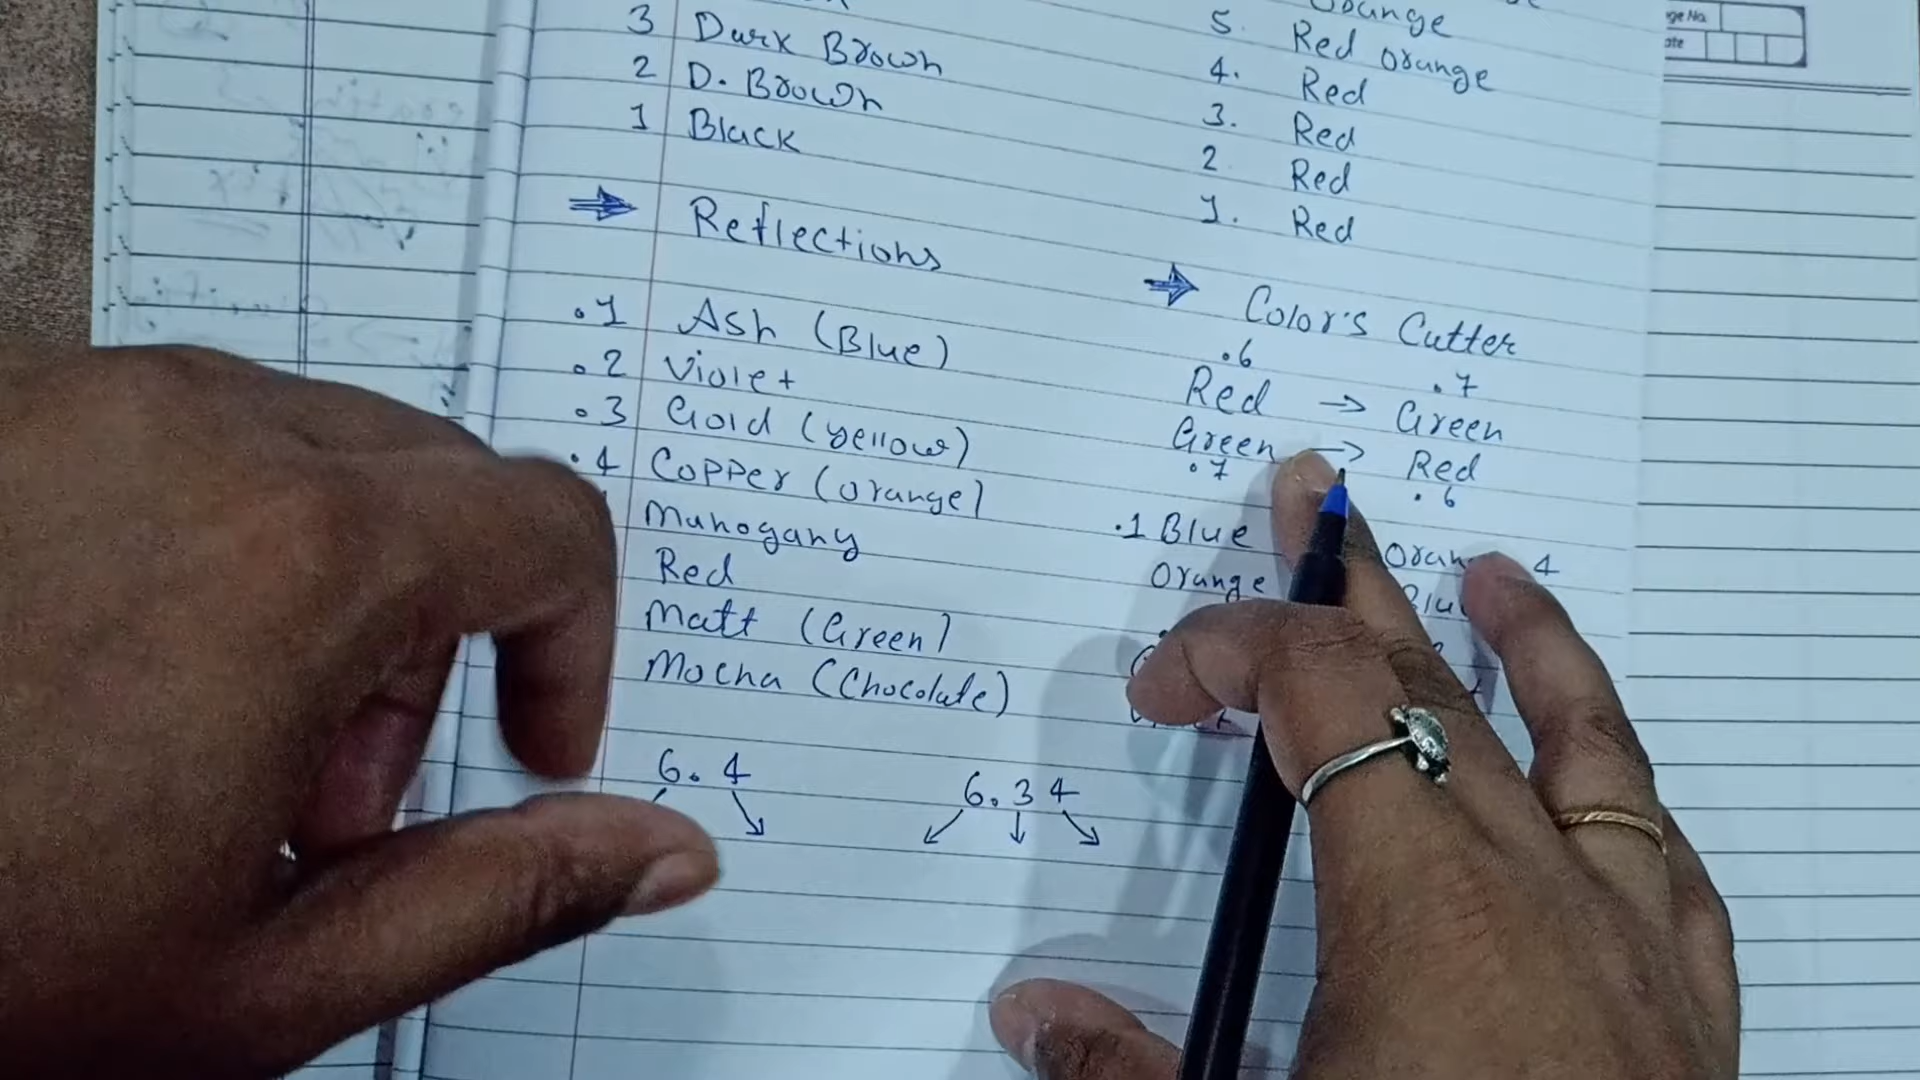 3 Dark Brown
2 D. Brown
1 Black
Orange
5. Red Orange
4. Red
3. Red
2 Red
1. Red
Reflections
.1 Ash (Blue)
.2 Violet
.3 Gold (yellow)
.4 Copper (Orange)
Mahogany
Red
Matt (Green)
Mocha (Chocolate)
6.4
6.34
Color's Cutter
.6 .7
Red → Green
Green → Red
.7 .6
.1 Blue 4
Orange